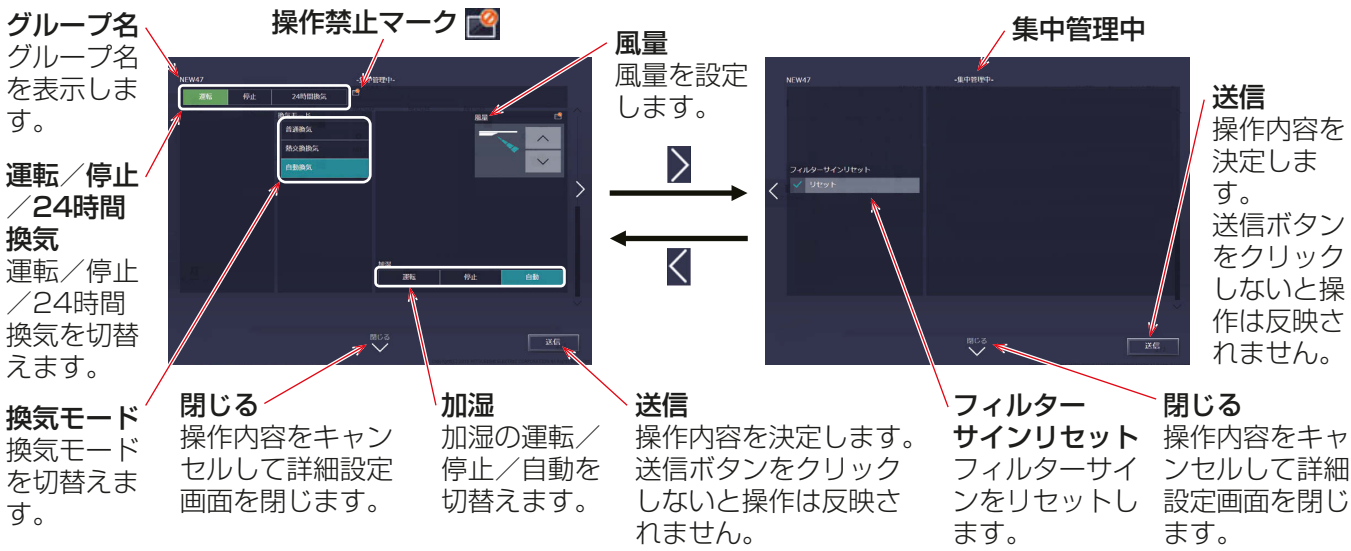 グループ名
グループ名
を表示しま
す。
運転／停止
／24時間
換気
運転／停止
／24時間
換気を切替
えます。
換気モード
換気モード
を切替えま
す。
操作禁止マーク
風量
風量を設定
します。
NEW47
-集中管理中-
運転 停止 24時間換気
換気モード
普通換気
熱交換換気
自動換気
風量
加湿
運転 停止 自動
閉じる
送信
閉じる
操作内容をキャン
セルして詳細設定
画面を閉じます。
加湿
加湿の運転／
停止／自動を
切替えます。
送信
操作内容を決定します。
送信ボタンをクリック
しないと操作は反映さ
れません。
集中管理中
NEW47
-集中管理中-
フィルターサインリセット
リセット
閉じる
送信
送信
操作内容を
決定しま
す。
送信ボタン
をクリック
しないと操
作は反映さ
れません。
フィルター
サインリセット
フィルターサイ
ンをリセットし
ます。
閉じる
操作内容をキャ
ンセルして詳細
設定画面を閉じ
ます。